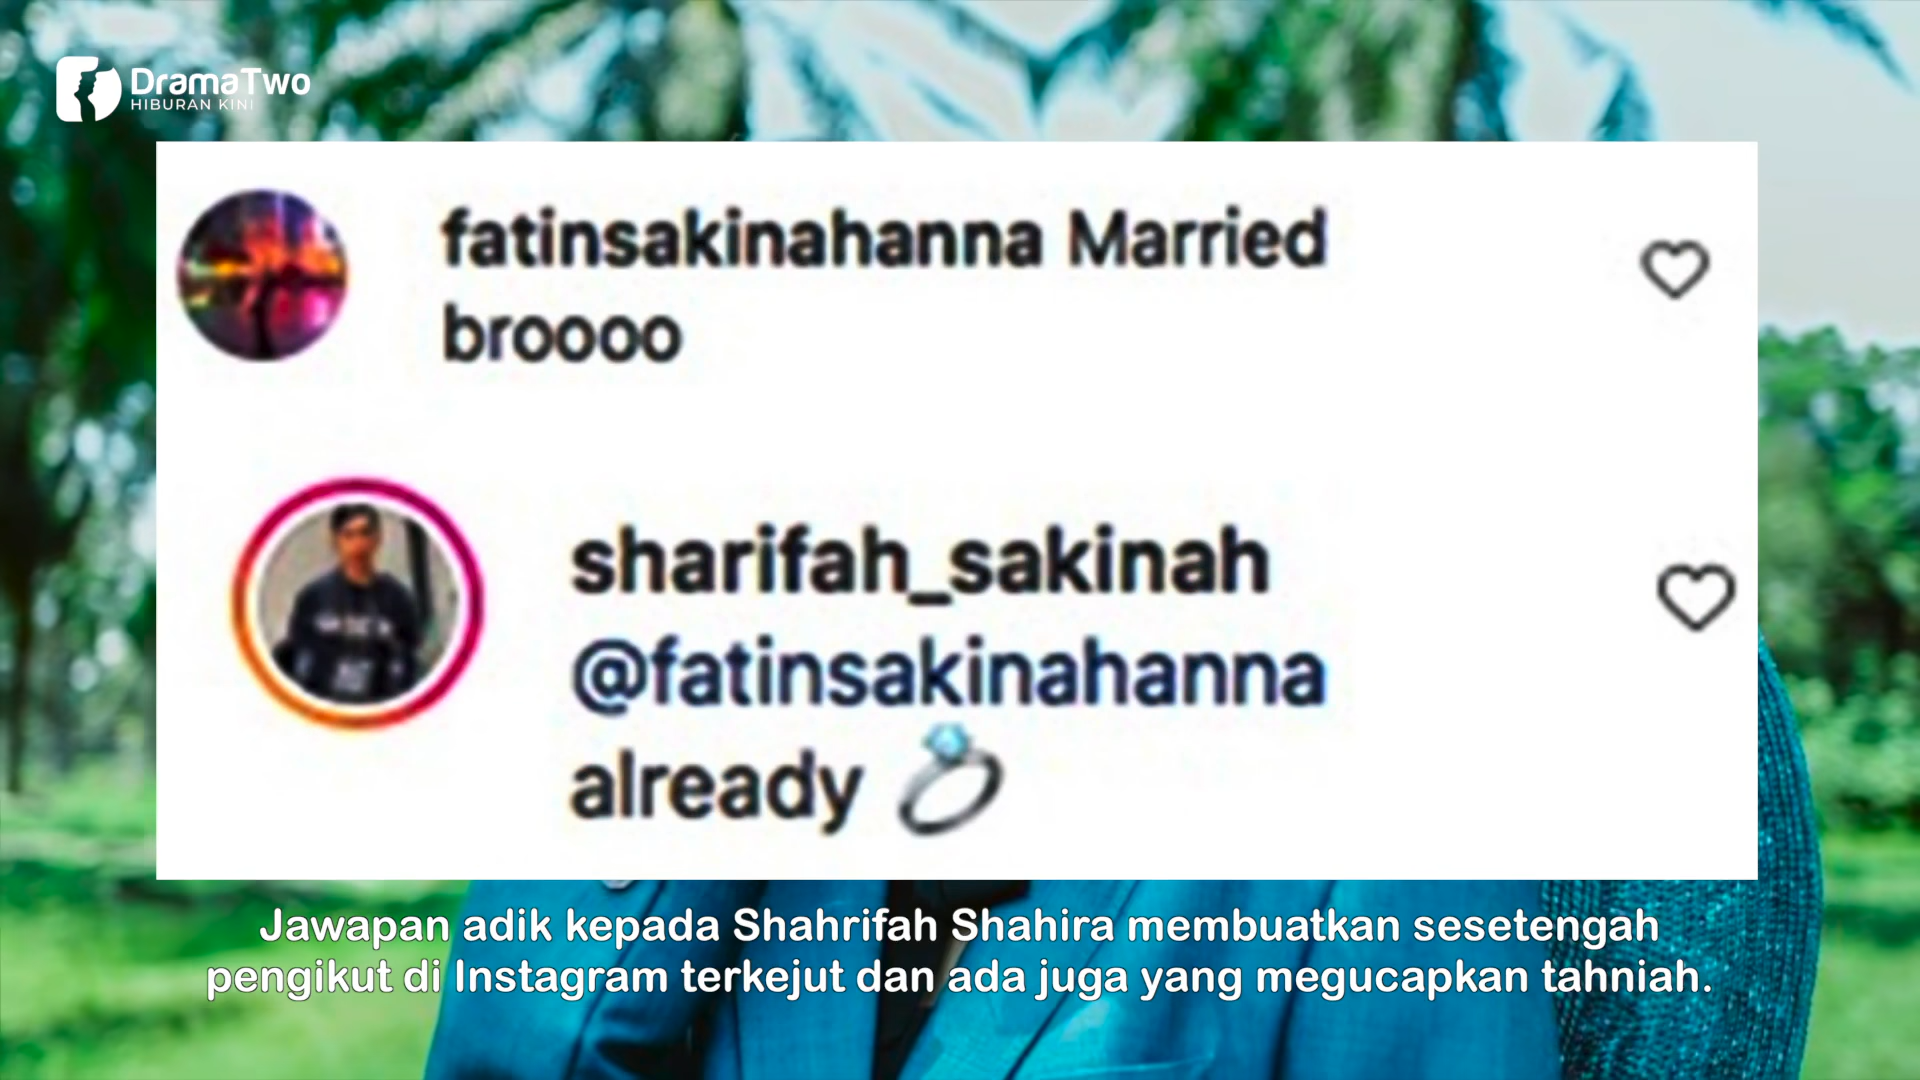 DramaTwo
HIBURAN KINI
fatinsakinahanna Married
broooo
sharifah_sakinah
@fatinsakinahanna
already 💍
Jawapan adik kepada Shahrifah Shahira membuatkan sesetengah
pengikut di Instagram terkejut dan ada juga yang megucapkan tahniah.